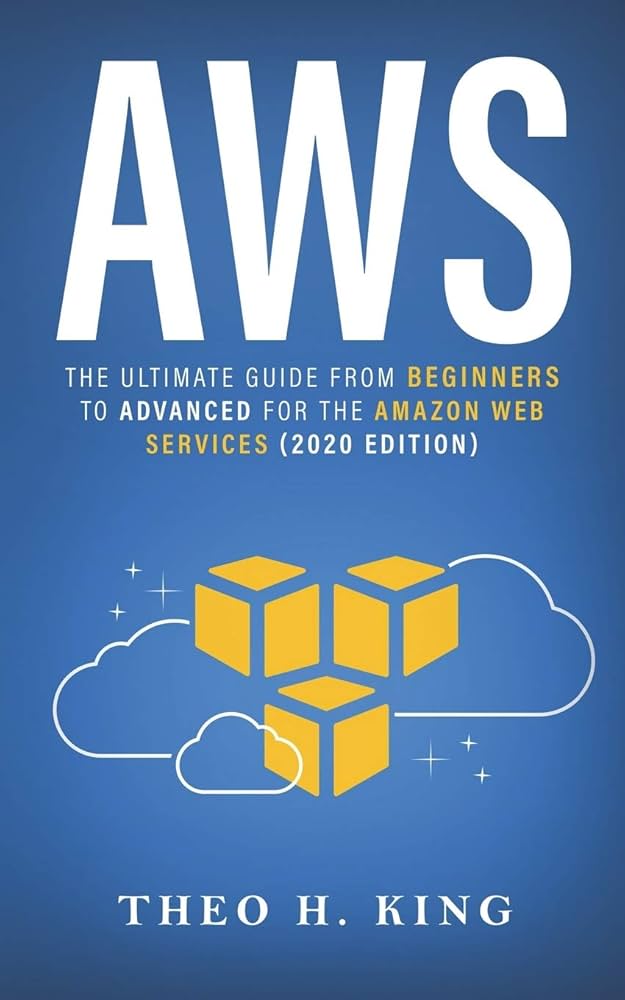 AWS
THE ULTIMATE GUIDE FROM BEGINNERS
TO ADVANCED FOR THE AMAZON WEB
SERVICES (2020 EDITION)
THEO H. KING